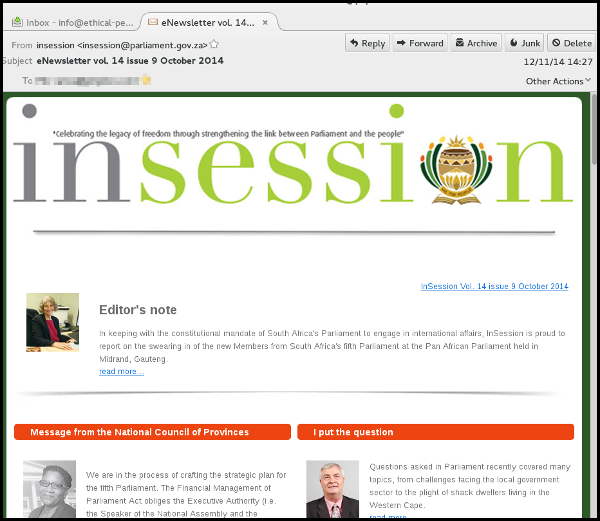 Inbox - info@ethical-pe...
eNewsletter vol. 14...
From insession <insession@parliament.gov.za>
Reply
Forward
Archive
Junk
Delete
Subject eNewsletter vol. 14 issue 9 October 2014
12/11/14 14:27
To
Other Actions
"Celebrating the legacy of freedom through strengthening the link between Parliament and the people"
insession
InSession Vol. 14 issue 9 October 2014
Editor's note
In keeping with the constitutional mandate of South Africa's Parliament to engage in international affairs, InSession is proud to
report on the swearing in of the new Members from South Africa's fifth Parliament at the Pan African Parliament held in
Midrand, Gauteng.
read more...
Message from the National Council of Provinces
We are in the process of crafting the strategic plan for
the fifth Parliament. The Financial Management of
Parliament Act obliges the Executive Authority (i.e.
the Speaker of the National Assembly and the
I put the question
Questions asked in Parliament recently covered many
topics, from challenges facing the local government
sector to the plight of shack dwellers living in the
Western Cape.
read more...